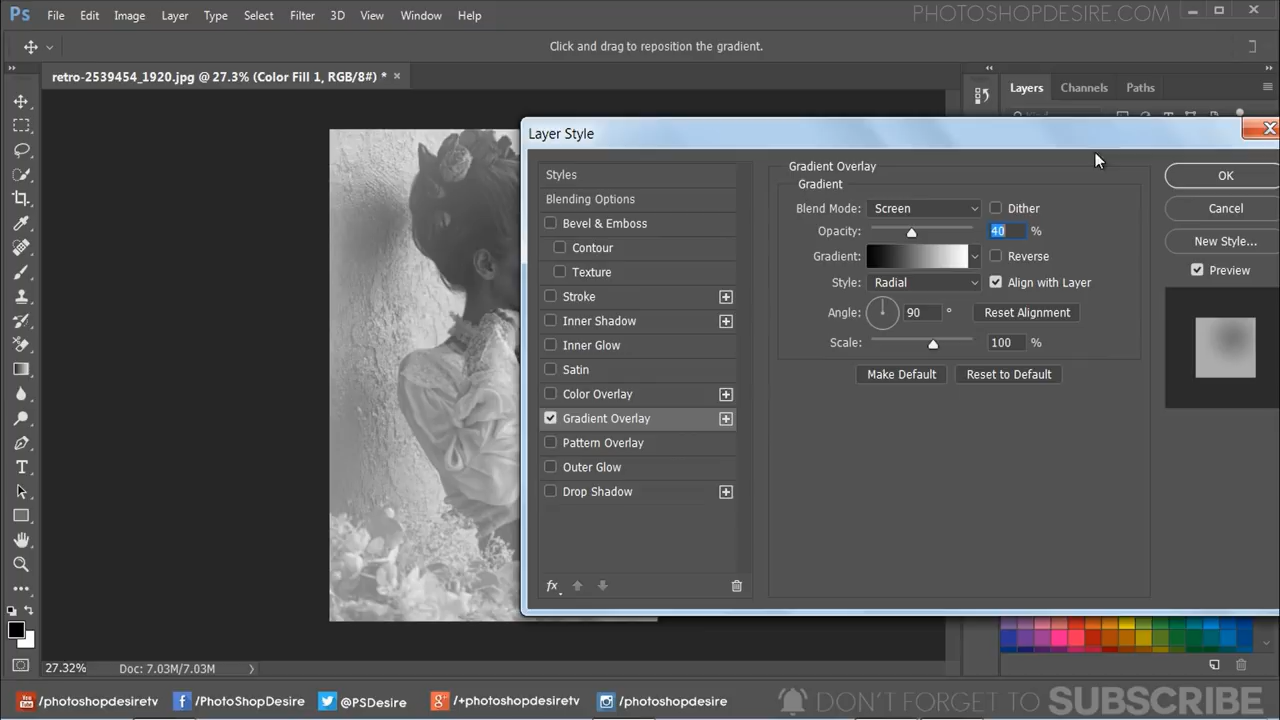 Ps File Edit Image Layer Type Select Filter 3D View Window Help
PHOTOSHOPDESIRE.COM
Click and drag to reposition the gradient.
retro-2539454_1920.jpg @ 27.3% (Color Fill 1, RGB/8#) *
Layers Channels Paths
Layer Style
Styles
Blending Options
Bevel & Emboss
Contour
Texture
Stroke
Inner Shadow
Inner Glow
Satin
Color Overlay
Gradient Overlay
Pattern Overlay
Outer Glow
Drop Shadow
fx
Gradient Overlay
Gradient
Blend Mode: Screen Dither
Opacity: 40 %
Gradient: Reverse
Style: Radial Align with Layer
Angle: 90 ° Reset Alignment
Scale: 100 %
Make Default Reset to Default
OK
Cancel
New Style...
Preview
27.32% Doc: 7.03M/7.03M
/photoshopdesiretv /PhotoShopDesire @PSDesire /+photoshopdesiretv /photoshopdesire DON'T FORGET TO SUBSCRIBE